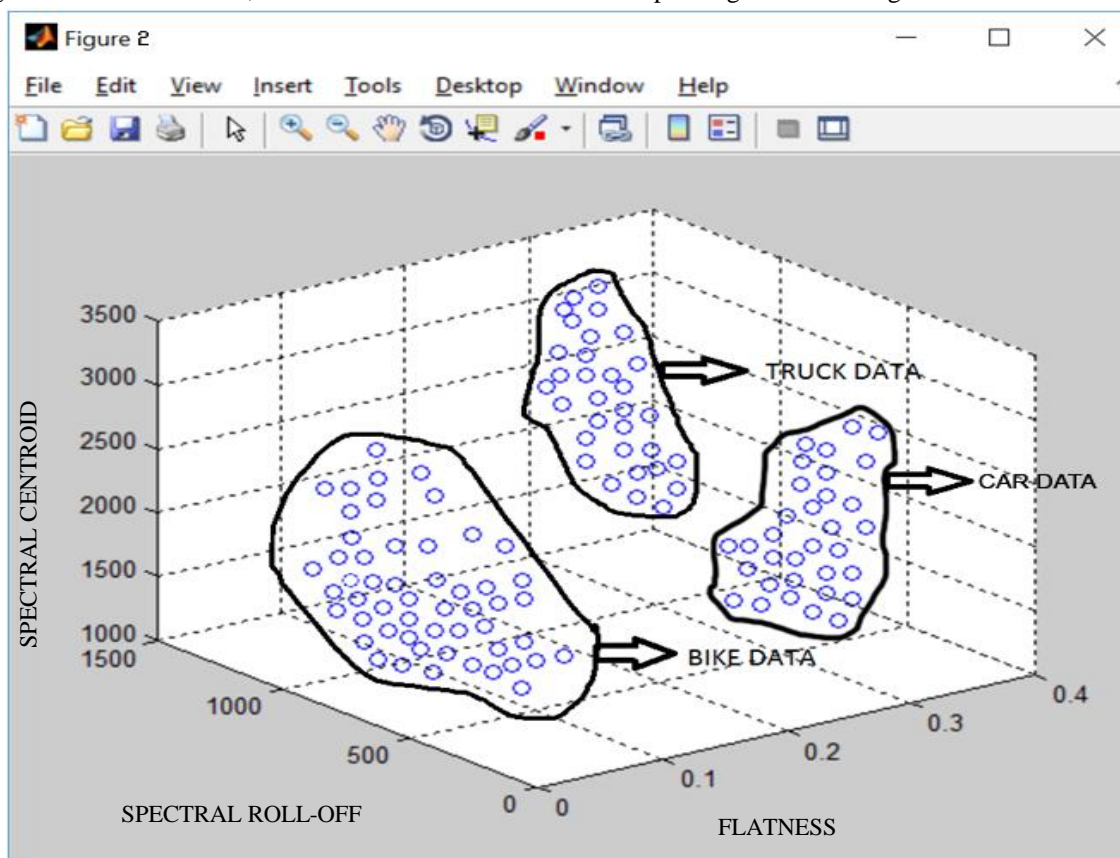 Figure 2
File Edit View Insert Tools Desktop Window Help
3500
3000
2500
2000
1500
1000
SPECTRAL CENTROID
TRUCK DATA
CAR DATA
BIKE DATA
1500
1000
500
0
0
0.1
0.2
0.3
0.4
SPECTRAL ROLL-OFF
FLATNESS